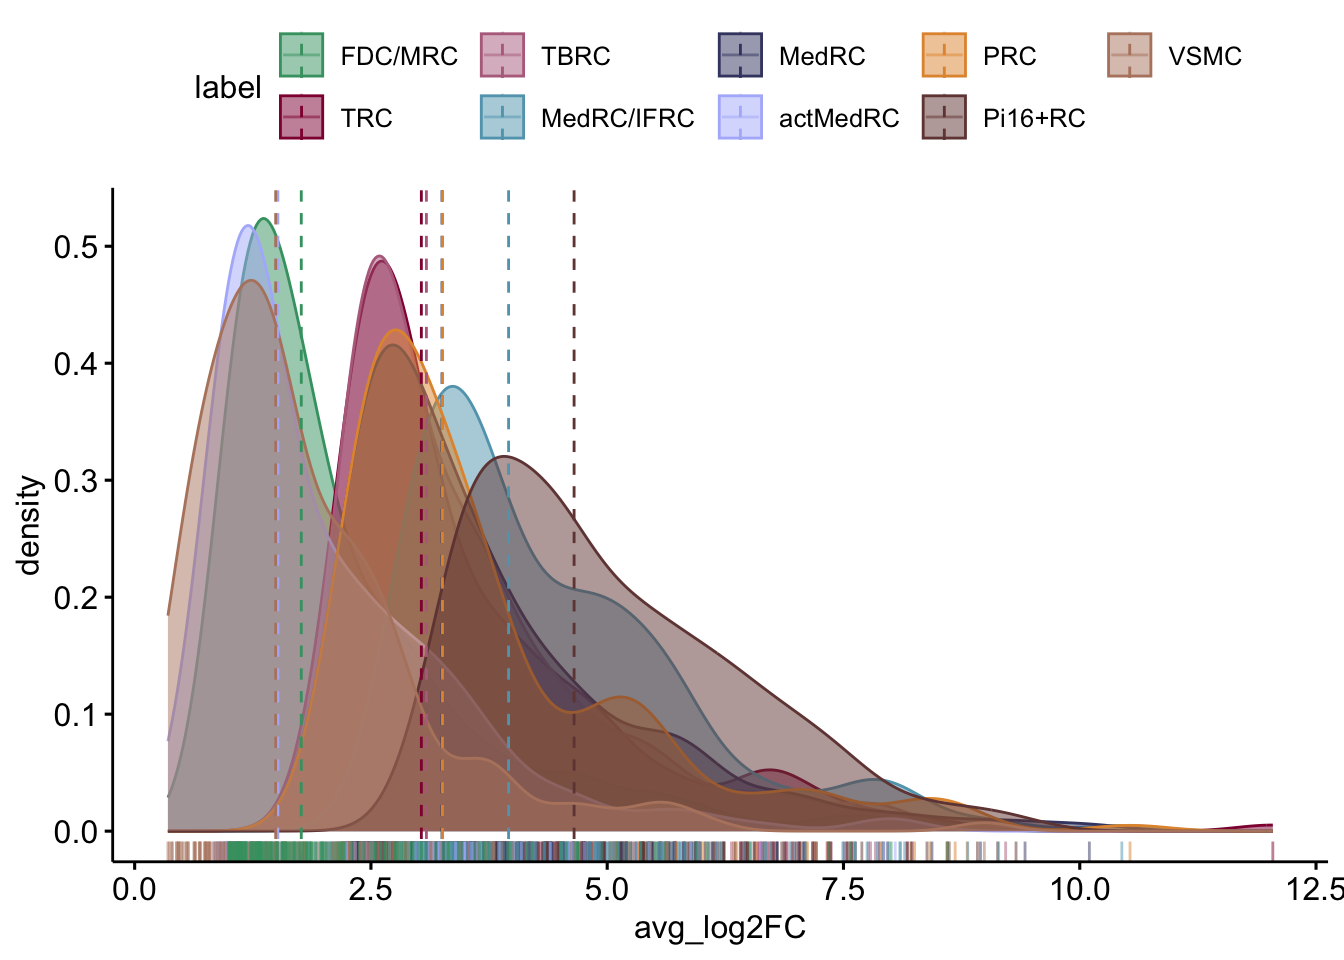 label
FDC/MRC TBRC MedRC PRC VSMC
TRC MedRC/IFRC actMedRC Pi16+RC
density
0.5
0.4
0.3
0.2
0.1
0.0
0.0 2.5 5.0 7.5 10.0 12.5
avg_log2FC